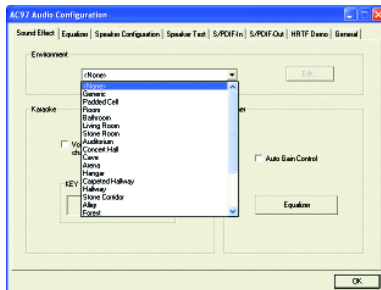 AC97 Audio Configuration
Sound Effect Equalizer Speaker Configuration Speaker Test S/PDIF-In S/PDIF-Out HRTF Demo General
Environment
<None>
Edit
<None>
Generic
Padded Cell
Room
Bathroom
Living Room
Stone Room
Auditorium
Concert Hall
Cave
Arena
Hangar
Carpeted Hallway
Hallway
Stone Corridor
Alley
Forest
Karaoke
Vo
KEY
Auto Gain Control
Equalizer
OK